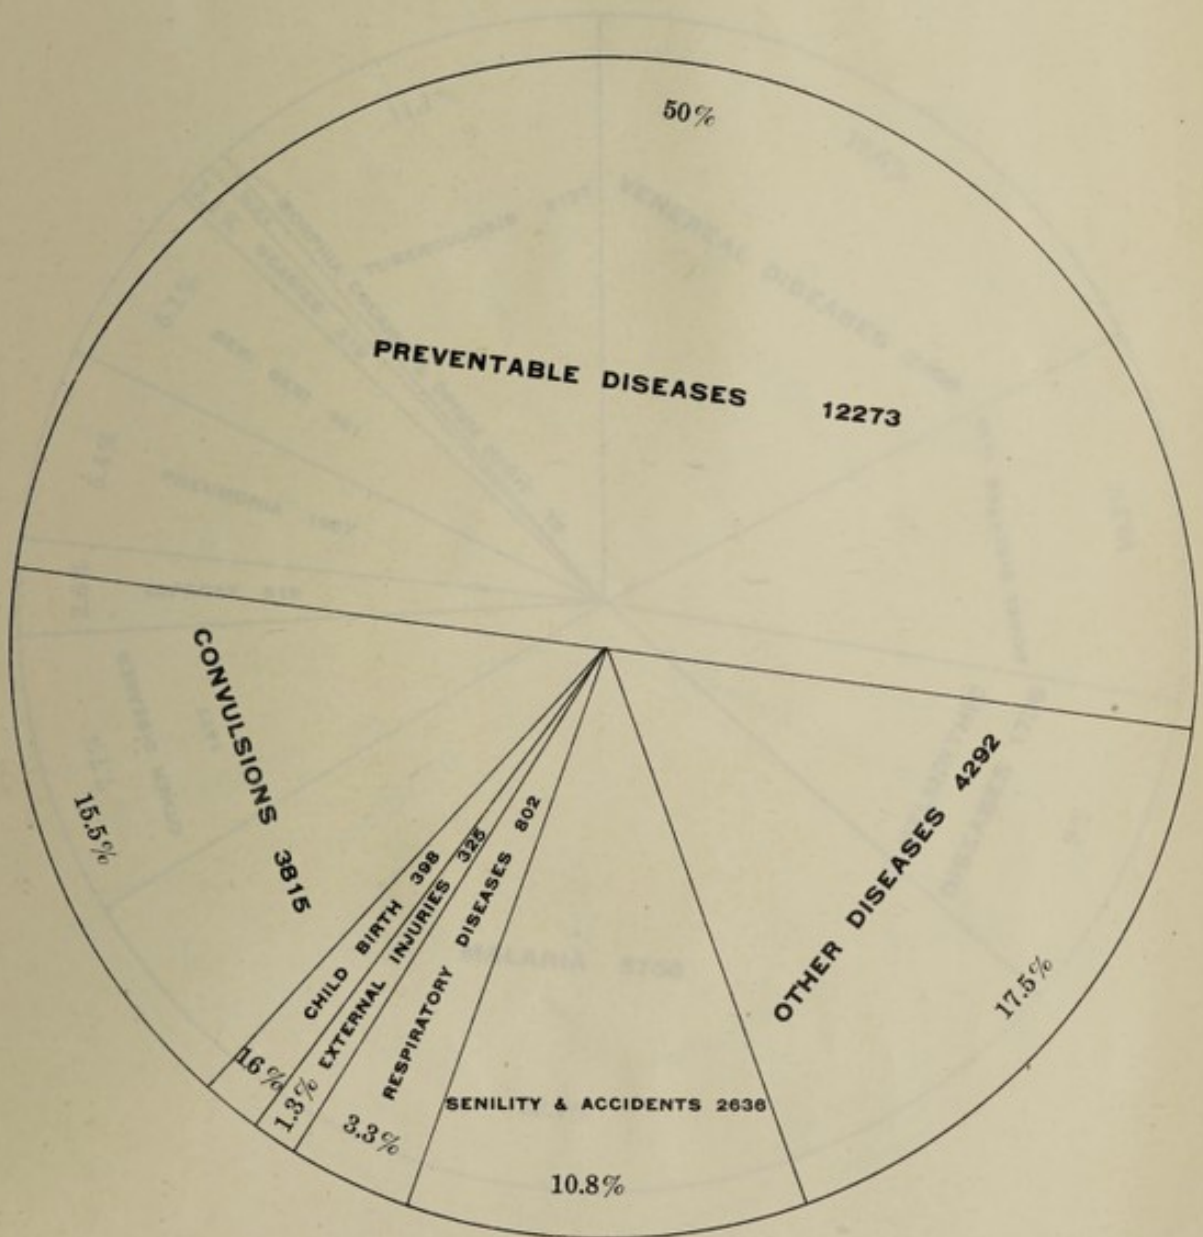 50%
PREVENTABLE DISEASES 12273
CONVULSIONS 3815
15.5%
CHILD BIRTH 398
16%
EXTERNAL INJURIES 325
1.3%
RESPIRATORY DISEASES 802
3.3%
SENILITY & ACCIDENTS 2636
10.8%
OTHER DISEASES 4292
17.5%